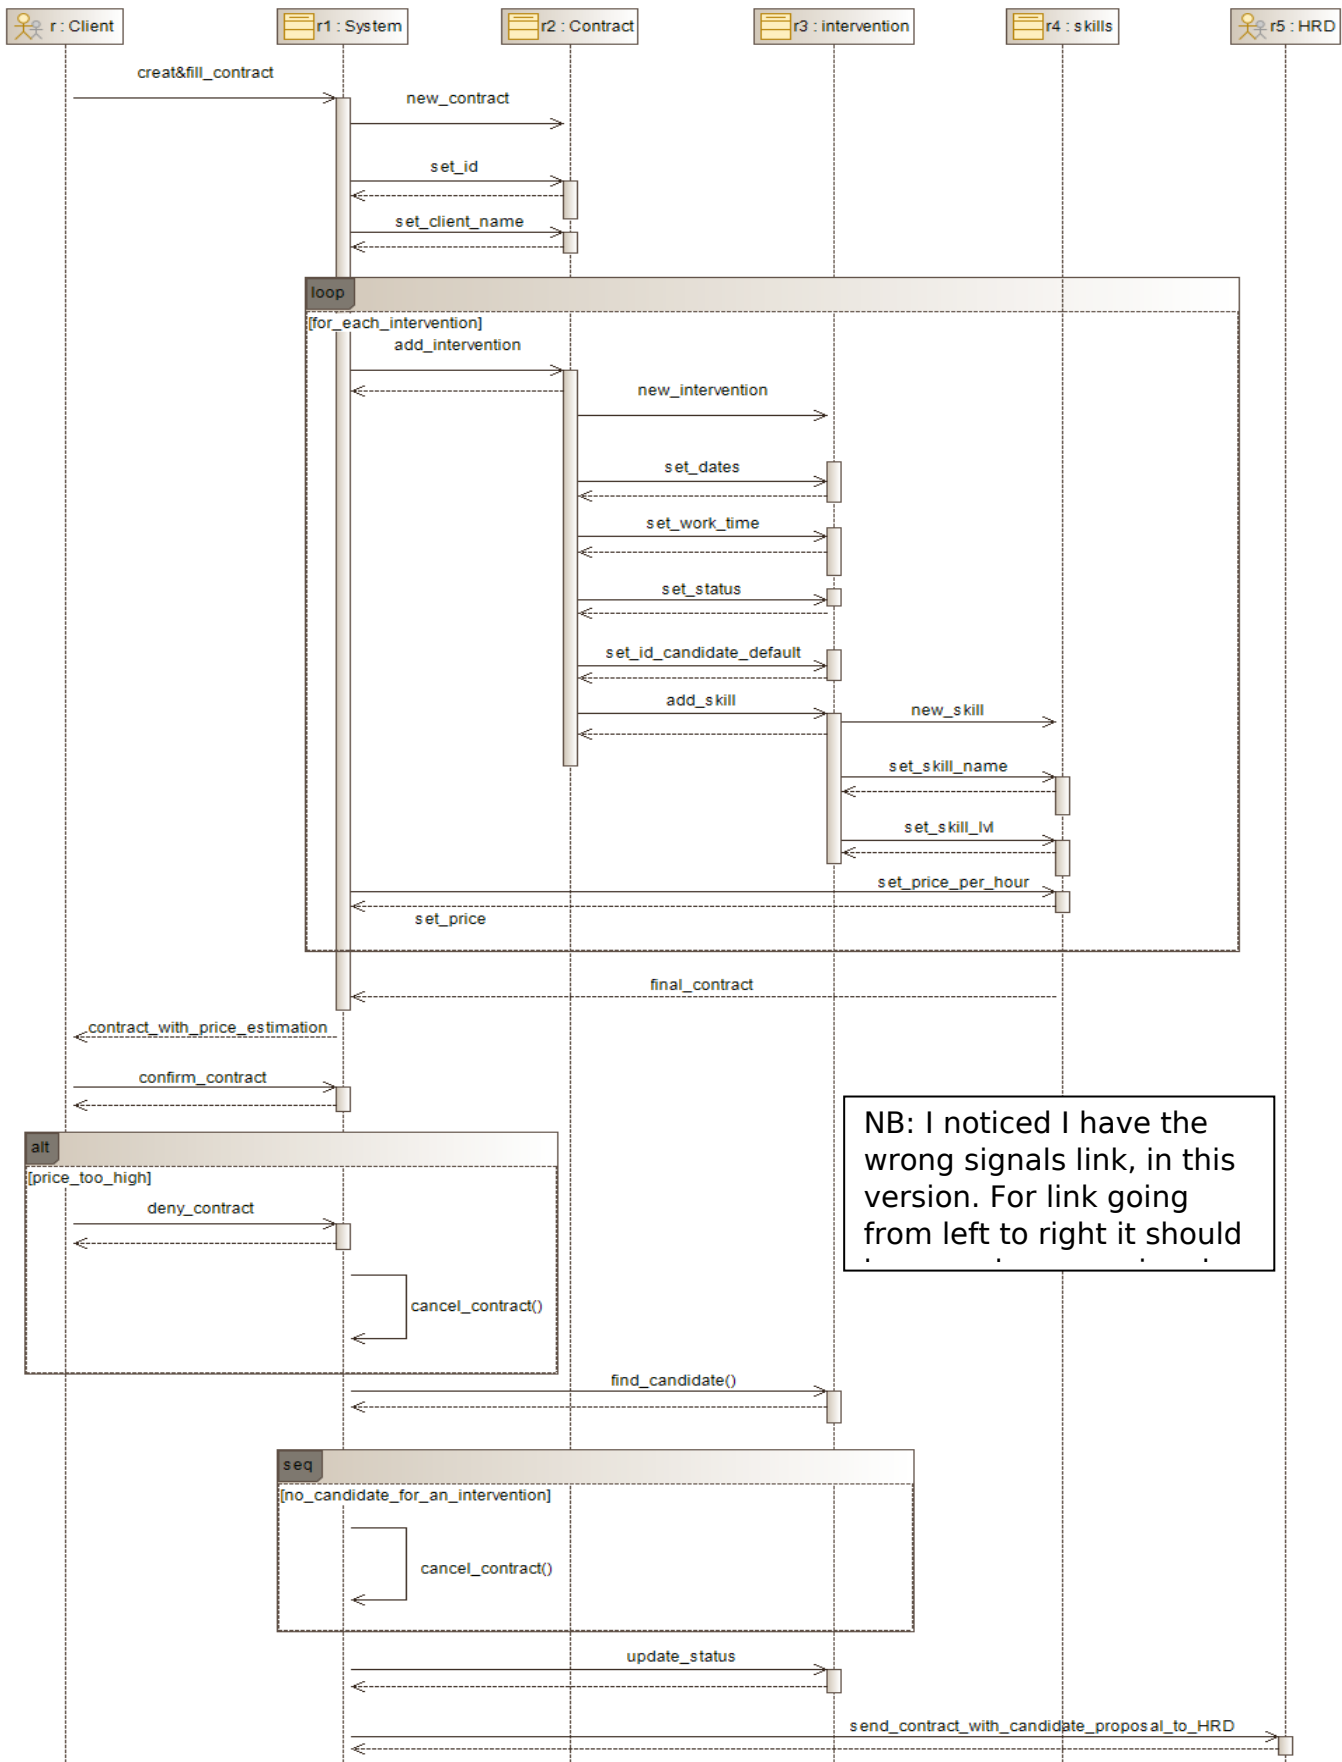 r : Client
r1 : System
r2 : Contract
r3 : intervention
r4 : skills
r5 : HRD
creat&fill_contract
new_contract
set_id
set_client_name
loop
[for_each_intervention]
add_intervention
new_intervention
set_dates
set_work_time
set_status
set_id_candidate_default
add_skill
new_skill
set_skill_name
set_skill_lvl
set_price_per_hour
set_price
final_contract
contract_with_price_estimation
confirm_contract
NB: I noticed I have the
wrong signals link, in this
version. For link going
from left to right it should
alt
[price_too_high]
deny_contract
cancel_contract()
find_candidate()
seq
[no_candidate_for_an_intervention]
cancel_contract()
update_status
send_contract_with_candidate_proposal_to_HRD